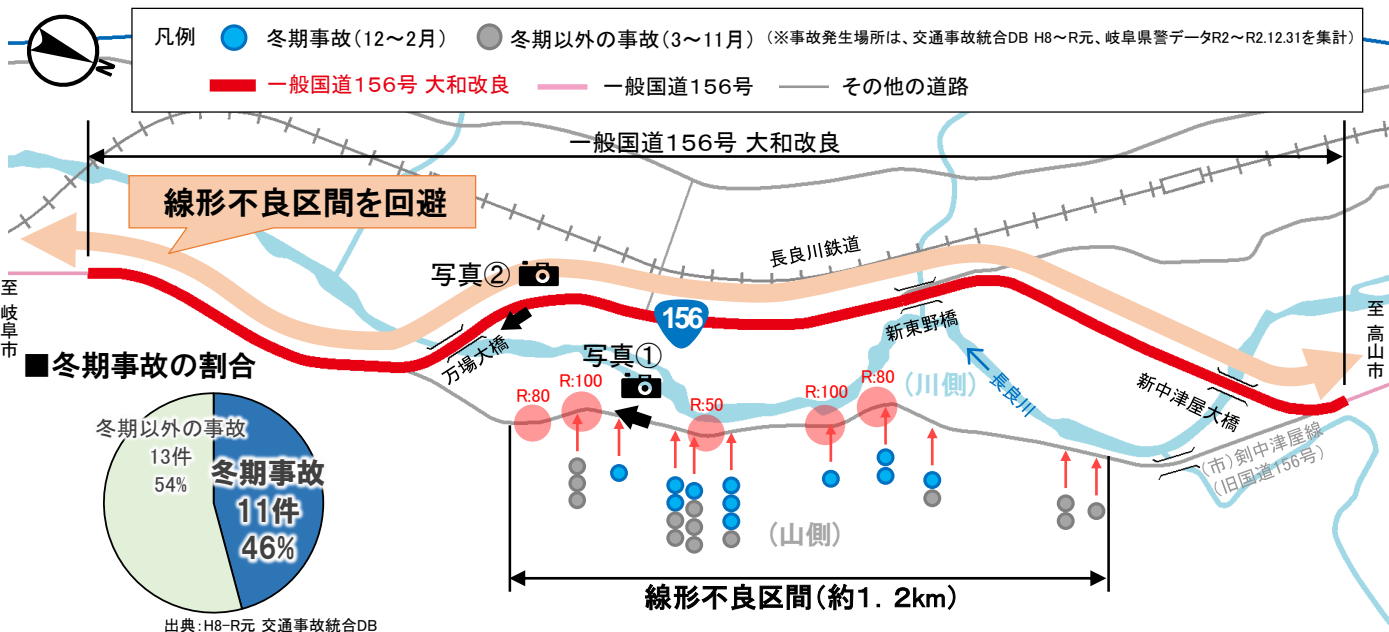 N
凡例
冬期事故(12～2月)
冬期以外の事故(3～11月)
(※事故発生場所は、交通事故統合DB H8～R元、岐阜県警データR2～R2.12.31を集計)
一般国道156号 大和改良
一般国道156号
その他の道路
一般国道156号 大和改良
線形不良区間を回避
長良川鉄道
写真②
至 岐阜市
156
新東野橋
至 高山市
万場大橋
写真①
(川側)
長良川
新中津屋大橋
(市)剣中津屋線
(旧国道156号)
R:80
R:100
R:50
R:100
R:80
■冬期事故の割合
冬期以外の事故
13件
54%
冬期事故
11件
46%
(山側)
線形不良区間(約1．2km)
出典:H8-R元 交通事故統合DB